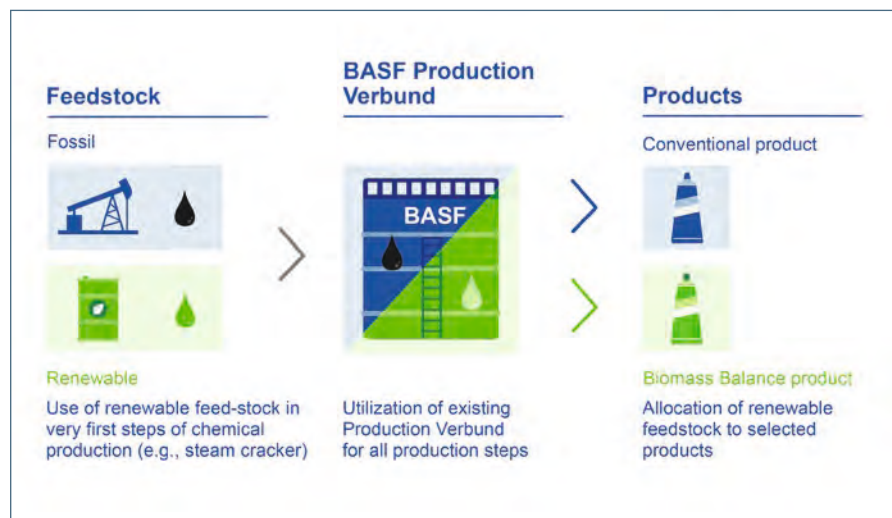 Feedstock
Fossil
Renewable
Use of renewable feed-stock in
very first steps of chemical
production (e.g., steam cracker)
BASF Production
Verbund
BASF
Utilization of existing
Production Verbund
for all production steps
Products
Conventional product
Biomass Balance product
Allocation of renewable
feedstock to selected
products